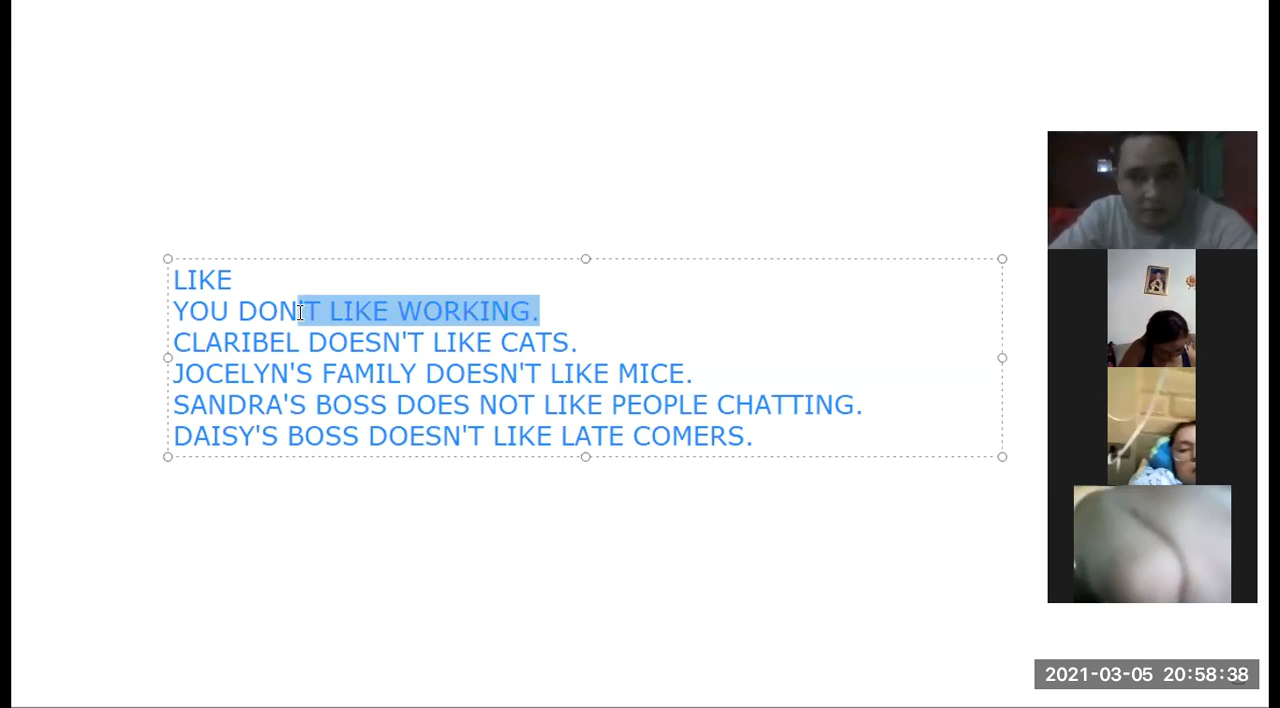 LIKE
YOU DON'T LIKE WORKING.
CLARIBEL DOESN'T LIKE CATS.
JOCELYN'S FAMILY DOESN'T LIKE MICE.
SANDRA'S BOSS DOES NOT LIKE PEOPLE CHATTING.
DAISY'S BOSS DOESN'T LIKE LATE COMERS.
2021-03-05 20:58:38